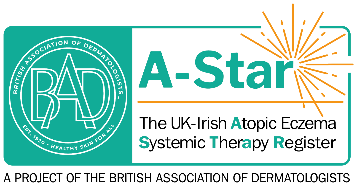 BRITISH ASSOCIATION OF DERMATOLOGISTS
BAD
EST. 1920 - HEALTHY SKIN FOR ALL
A-Star
The UK-Irish Atopic Eczema
Systemic Therapy Register
A PROJECT OF THE BRITISH ASSOCIATION OF DERMATOLOGISTS